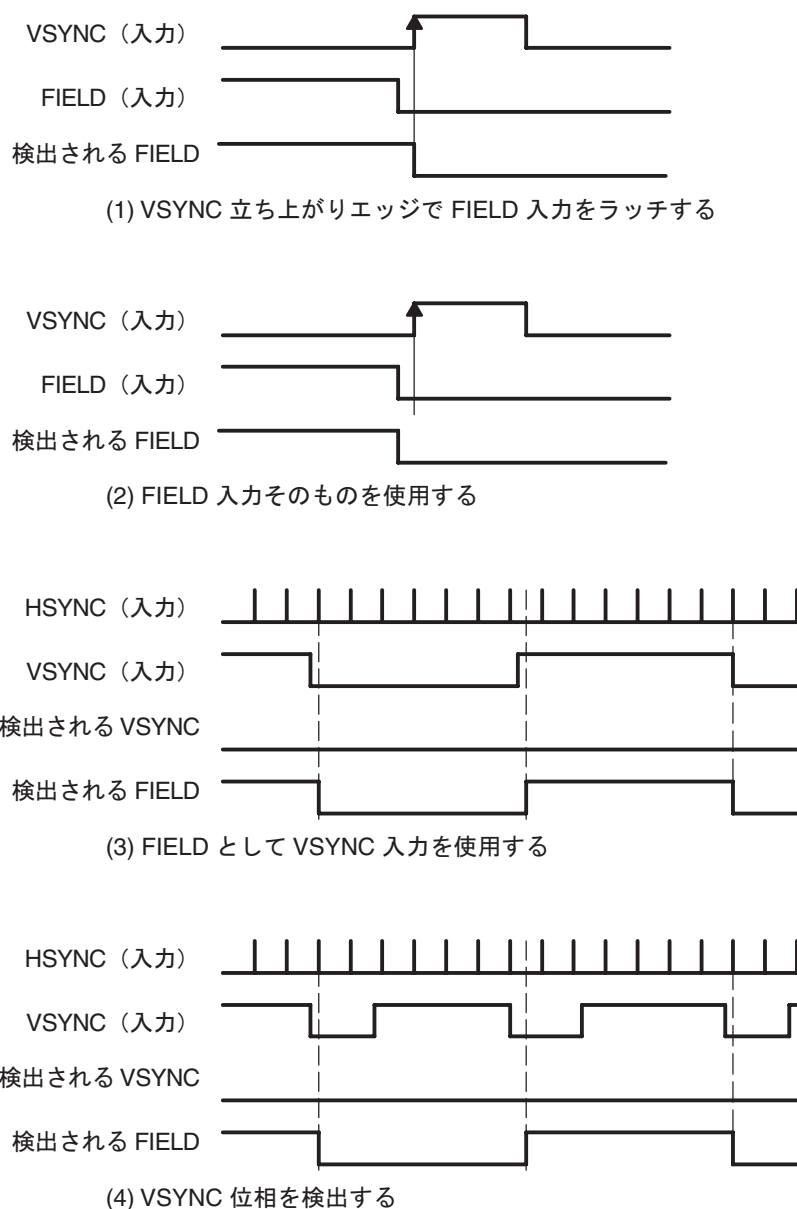 VSYNC（入力）
FIELD（入力）
検出される FIELD
(1) VSYNC 立ち上がりエッジで FIELD 入力をラッチする
VSYNC（入力）
FIELD（入力）
検出される FIELD
(2) FIELD 入力そのものを使用する
HSYNC（入力）
VSYNC（入力）
検出される VSYNC
検出される FIELD
(3) FIELD として VSYNC 入力を使用する
HSYNC（入力）
VSYNC（入力）
検出される VSYNC
検出される FIELD
(4) VSYNC 位相を検出する